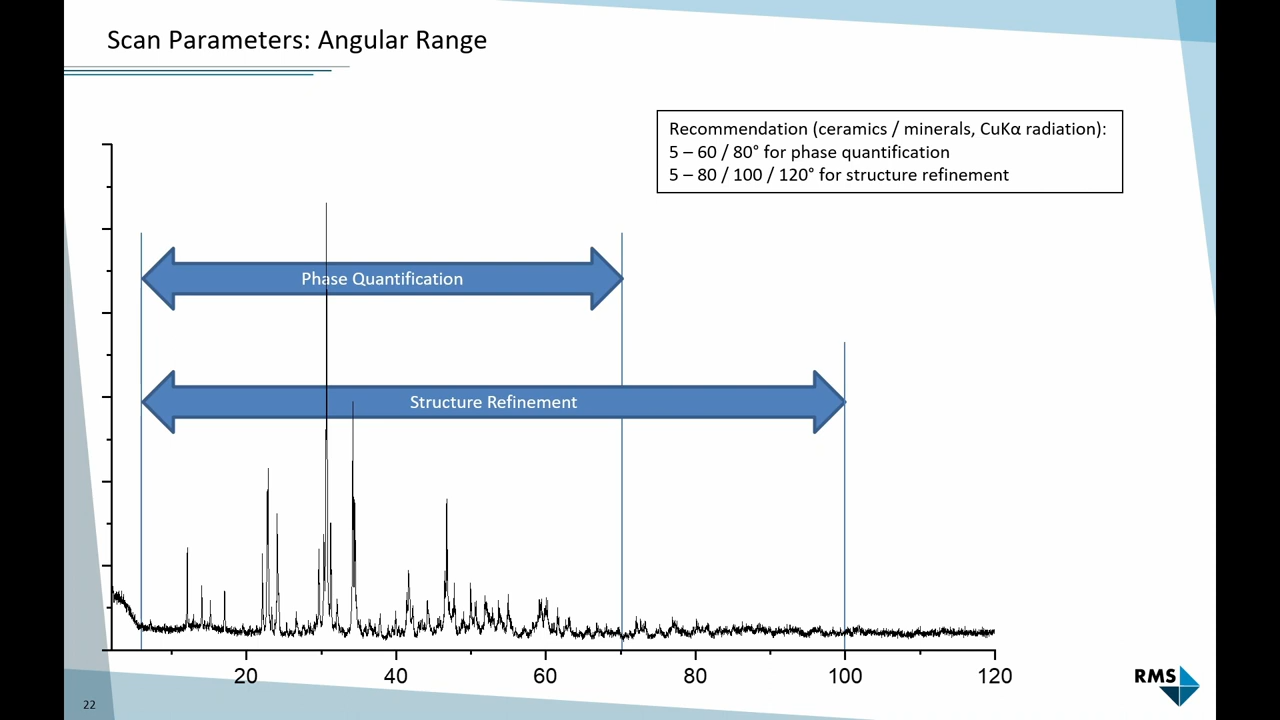 Scan Parameters: Angular Range
Recommendation (ceramics / minerals, CuKα radiation):
5 – 60 / 80° for phase quantification
5 – 80 / 100 / 120° for structure refinement
Phase Quantification
Structure Refinement
20 40 60 80 100 120
RMS
22